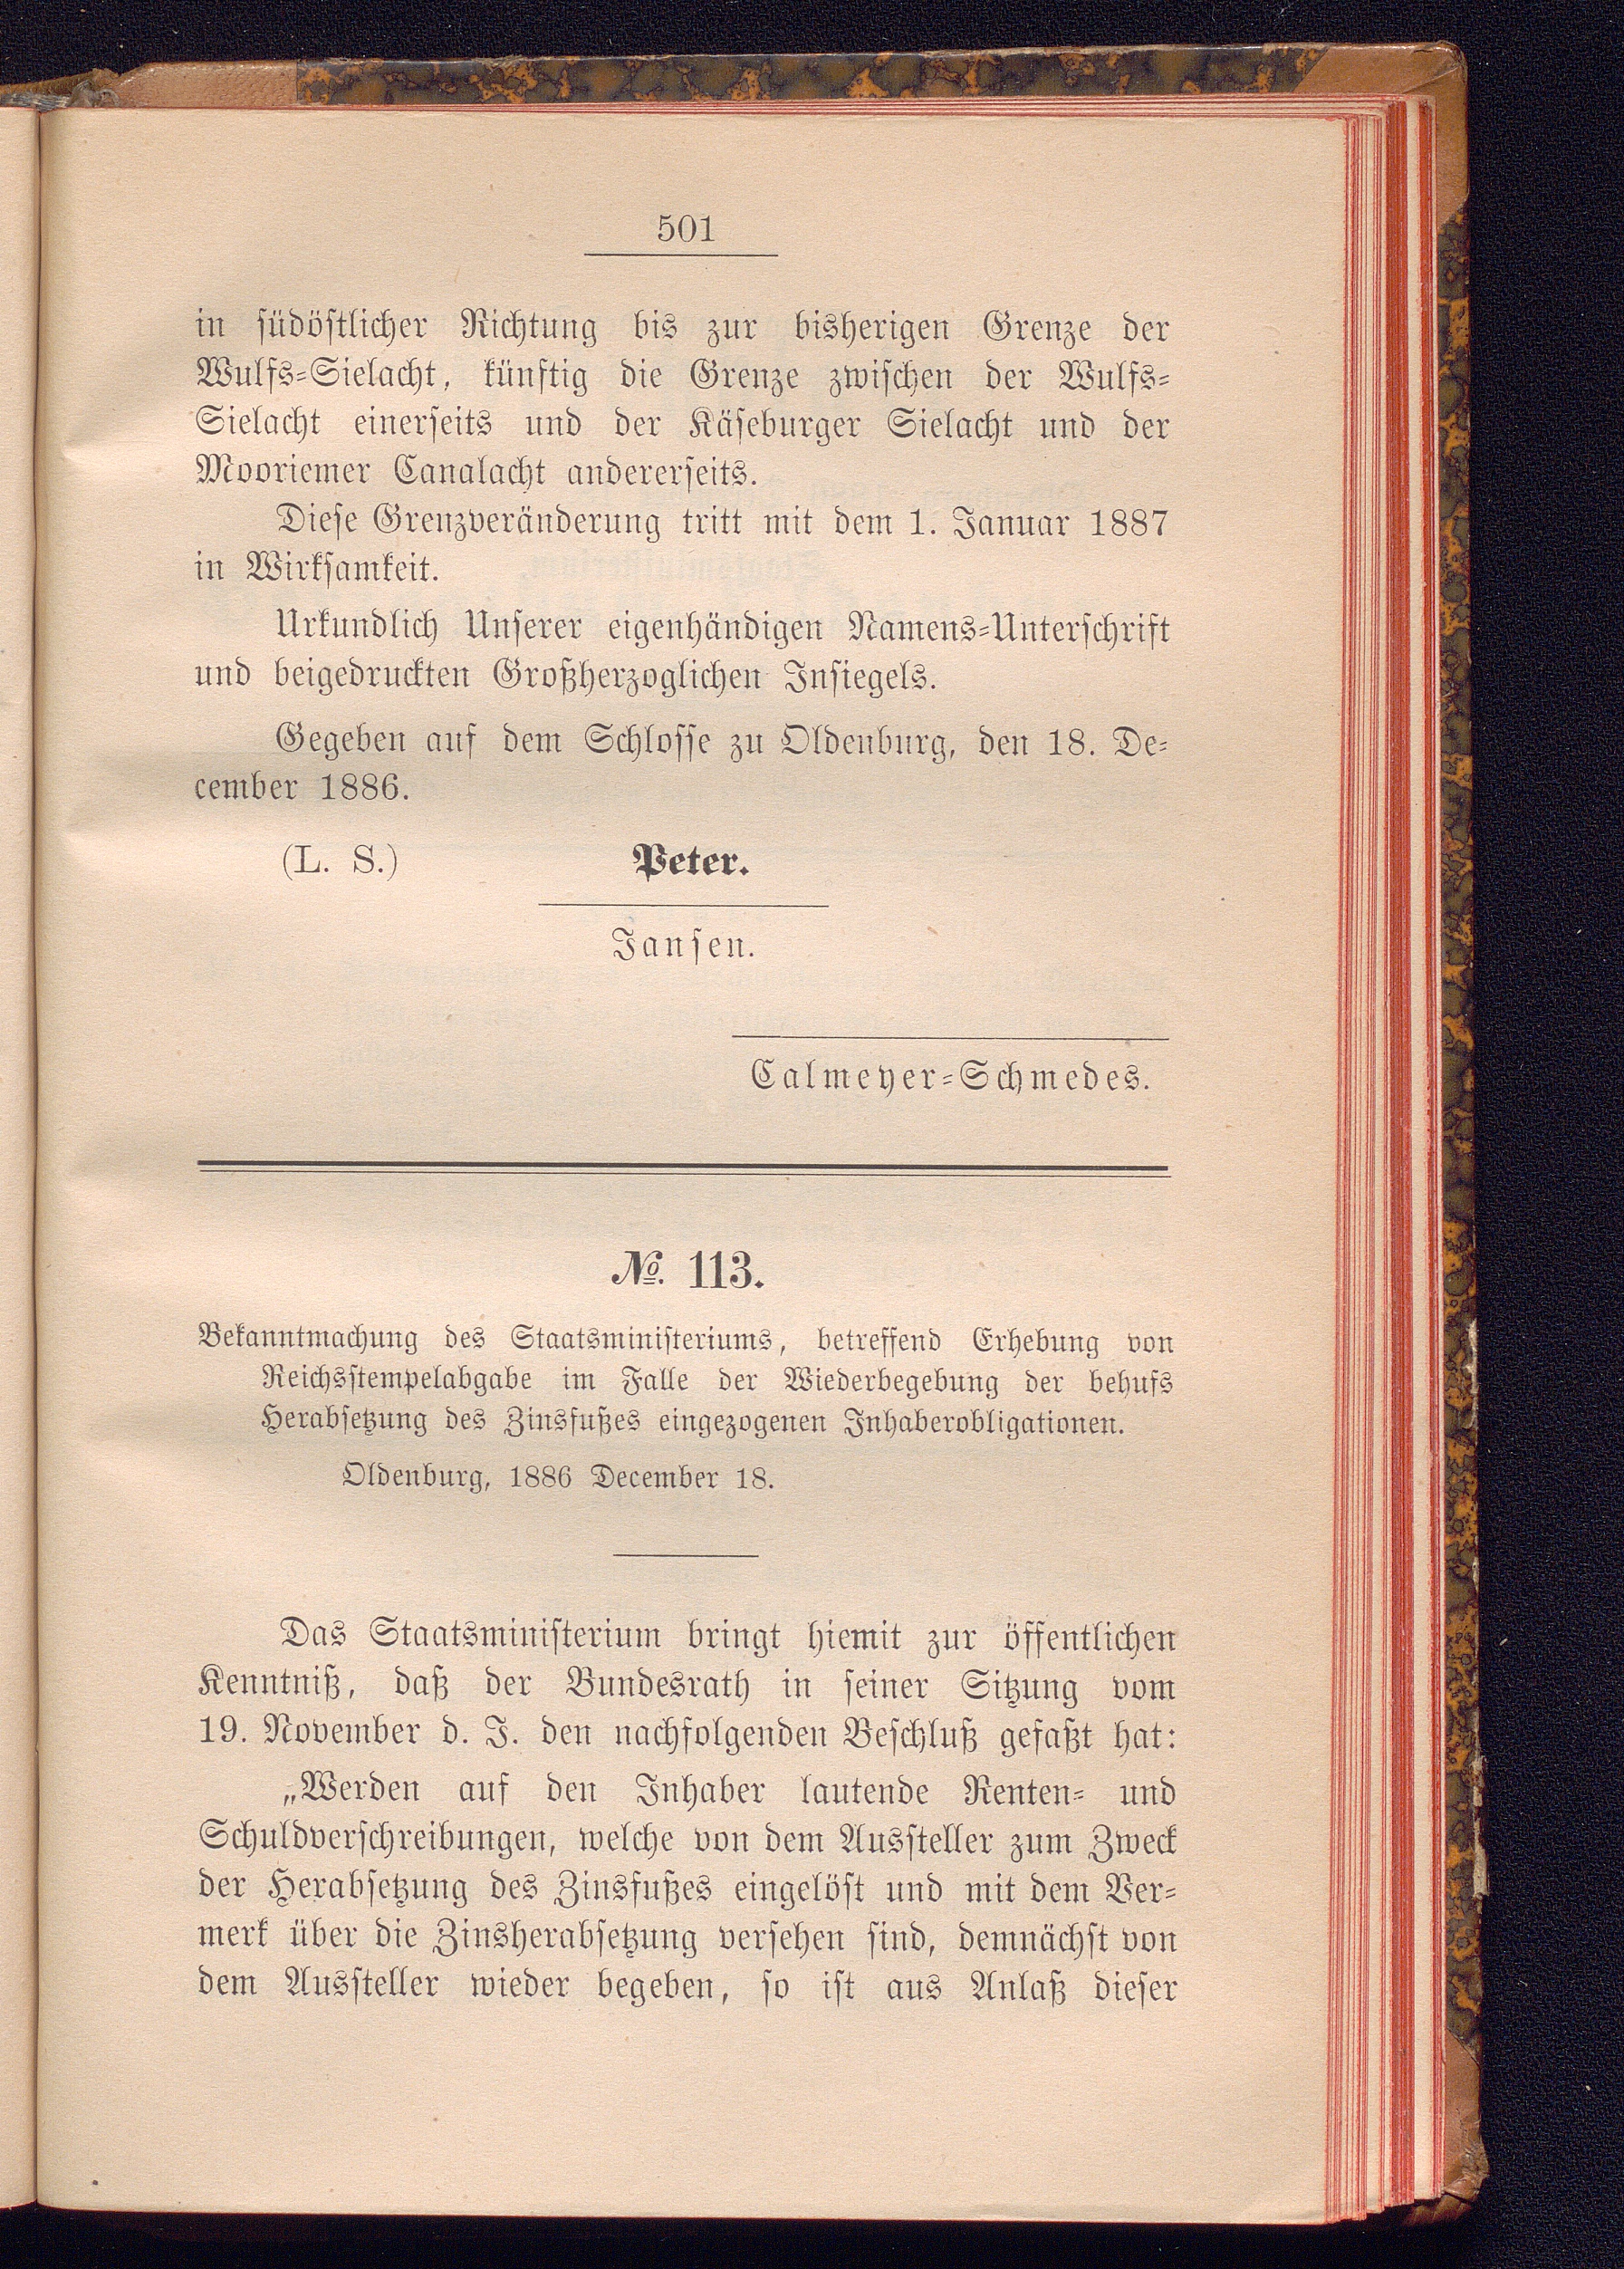 501
in südöstlicher Richtung bis zur bisherigen Grenze der
Wulfs-Sielacht, künftig die Grenze zwischen der Wulfs-
Sielacht einerseits und der Käseburger Sielacht und der
Mooriemer Canalacht andererseits.
Diese Grenzveränderung tritt mit dem 1. Januar 1887
in Wirksamkeit.
Urkundlich Unserer eigenhändigen Namens-Unterschrift
und beigedruckten Großherzoglichen Insiegels.
Gegeben auf dem Schlosse zu Oldenburg, den 18. De-
cember 1886.
(L. S.) Peter.
Jansen.
Calmeyer-Schmedes.
№. 113.
Bekanntmachung des Staatsministeriums, betreffend Erhebung von
Reichsstempelabgabe im Falle der Wiederbegebung der behufs
Herabsetzung des Zinsfußes eingezogenen Inhaberobligationen.
Oldenburg, 1886 December 18.
Das Staatsministerium bringt hiemit zur öffentlichen
Kenntniß, daß der Bundesrath in seiner Sitzung vom
19. November d. J. den nachfolgenden Beschluß gefaßt hat:
„Werden auf den Inhaber lautende Renten- und
Schuldverschreibungen, welche von dem Aussteller zum Zweck
der Herabsetzung des Zinsfußes eingelöst und mit dem Ver-
merk über die Zinsherabsetzung versehen sind, demnächst von
dem Aussteller wieder begeben, so ist aus Anlaß dieser